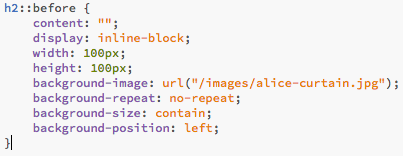 h2::before {
    content: "";
    display: inline-block;
    width: 100px;
    height: 100px;
    background-image: url("/images/alice-curtain.jpg");
    background-repeat: no-repeat;
    background-size: contain;
    background-position: left;
}